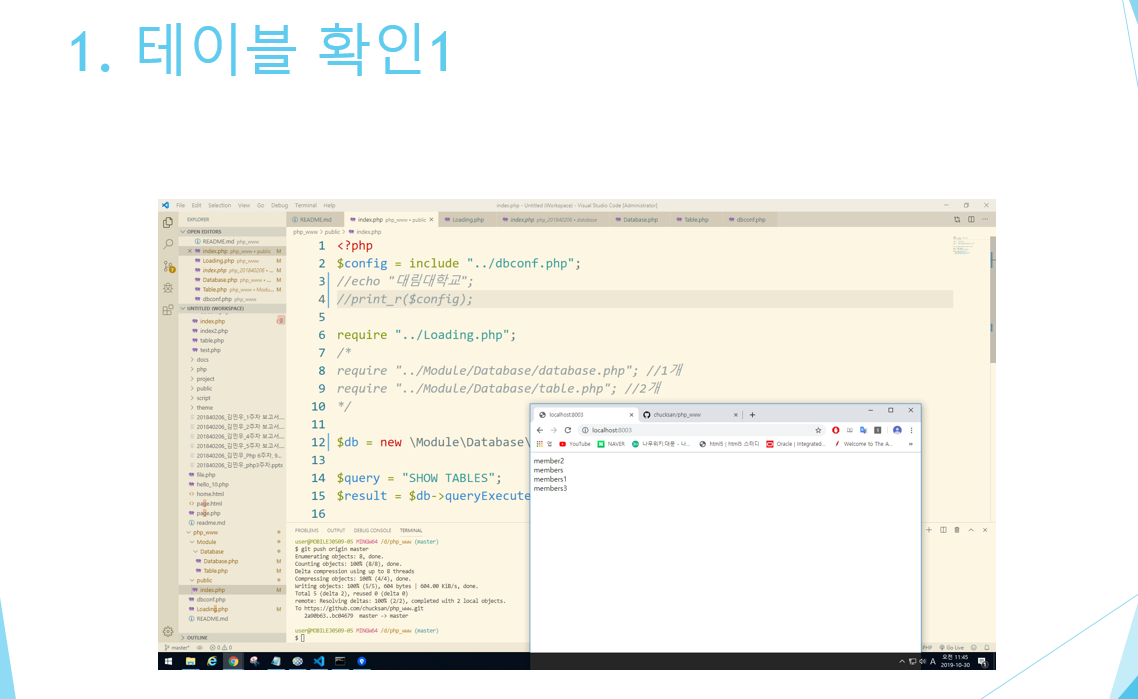 1. 테이블 확인1
File Edit Selection View Go Debug Terminal Help
index.php - Untitled (Workspace) - Visual Studio Code [Administrator]
EXPLORER
OPEN EDITORS
README.md php_www
index.php php_www • public M
Loading.php php_www M
index.php php_201840206 • ... M
Database.php php_www • ... M
Table.php php_www • Modu... M
dbconf.php php_www
UNTITLED (WORKSPACE)
index.php
index2.php
table.php
test.php
docs
php
project
public
script
theme
201840206_김민우_1주차 보고서...
201840206_김민우_2주차 보고서...
201840206_김민우_4주차 보고서...
201840206_김민우_5주차 보고서...
201840206_김민우_Php 6주차, 9...
201840206_김민우_php3주차.pptx
file.php
hello_10.php
home.html
page.html
page.php
readme.md
php_www
Module
Database
Database.php M
Table.php M
public
index.php M
dbconf.php
Loading.php M
README.md
OUTLINE
README.md
index.php php_www • public
Loading.php
index.php php_201840206 • database
Database.php
Table.php
dbconf.php
php_www > public > index.php
1 <?php
2 $config = include "../dbconf.php";
3 //echo "대림대학교";
4 //print_r($config);
5
6 require "../Loading.php";
7 /*
8 require "../Module/Database/database.php"; //1개
9 require "../Module/Database/table.php"; //2개
10 */
11
12 $db = new \Module\Database\
13
14 $query = "SHOW TABLES";
15 $result = $db->queryExecute
16
PROBLEMS OUTPUT DEBUG CONSOLE TERMINAL
user@MOBILEJ0509-05 MINGW64 /d/php_www (master)
$ git push origin master
Enumerating objects: 8, done.
Counting objects: 100% (8/8), done.
Delta compression using up to 8 threads
Compressing objects: 100% (4/4), done.
Writing objects: 100% (5/5), 604 bytes | 604.00 KiB/s, done.
Total 5 (delta 2), reused 0 (delta 0)
remote: Resolving deltas: 100% (2/2), completed with 2 local objects.
To https://github.com/chucksan/php_www.git
2a90b63..bc04679 master -> master
user@MOBILEJ0509-05 MINGW64 /d/php_www (master)
$
localhost:8003
chucksan/php_www
localhost:8003
앱 YouTube NAVER 나무위키:대문 - 나... html5 | html5 스터디 Oracle | Integrated... Welcome to The A...
member2
members
members1
members3
master*
0 0
PHP Go Live
A
오전 11:45
2019-10-30